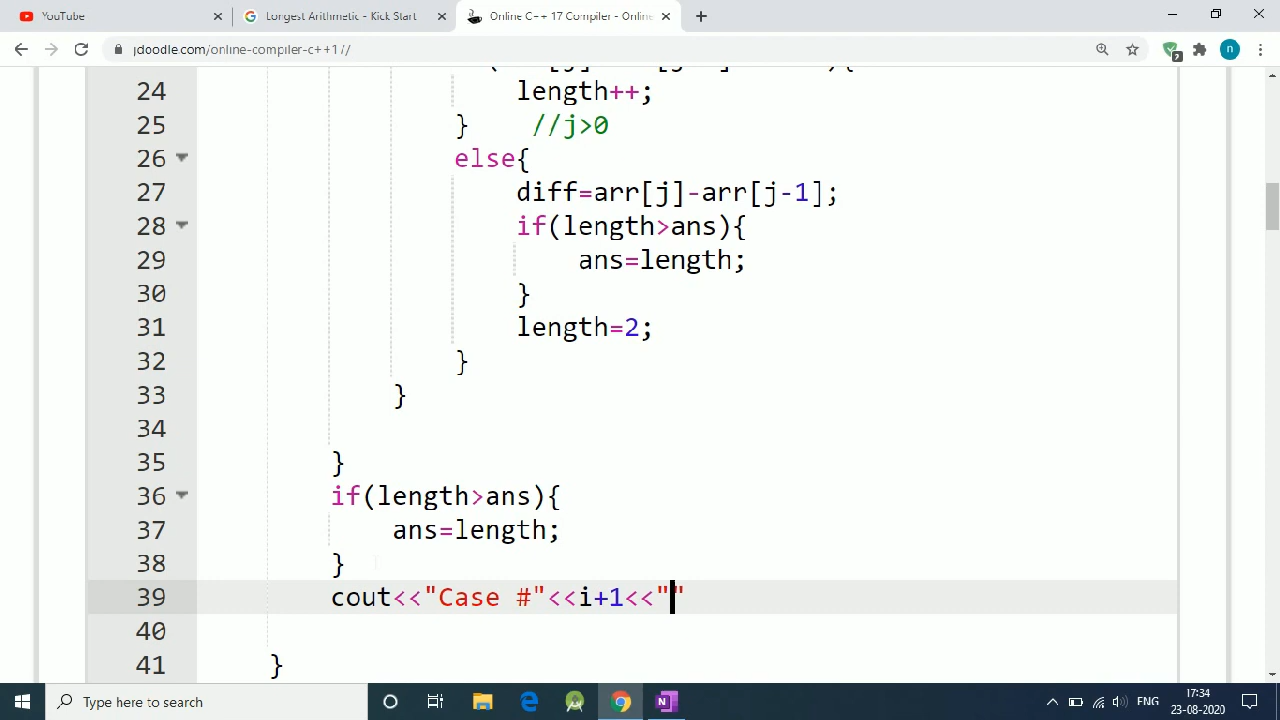 YouTube
Longest Arithmetic - Kick Start
Online C++ 17 Compiler - Onlin
jdoodle.com/online-compiler-c++17/
24 length++;
25 } //j>0
26 else{
27 diff=arr[j]-arr[j-1];
28 if(length>ans){
29 ans=length;
30 }
31 length=2;
32 }
33 }
34
35 }
36 if(length>ans){
37 ans=length;
38 }
39 cout<<"Case #"<<i+1<<""
40
41 }
Type here to search
ENG
17:34
23-08-2020